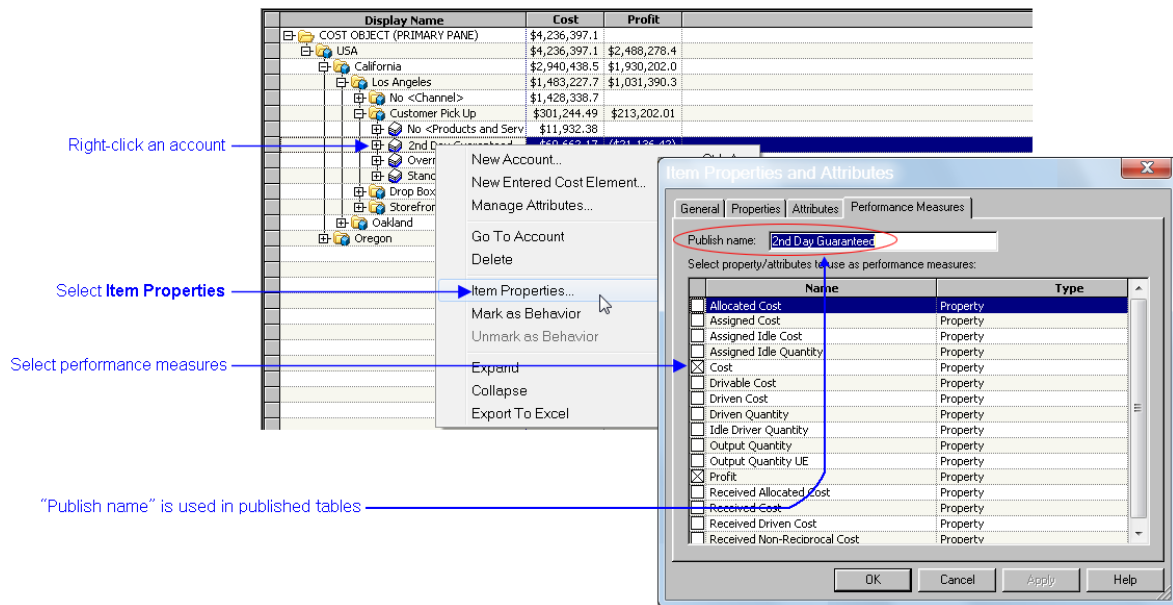 Display Name Cost Profit
COST OBJECT (PRIMARY PANE) $4,236,397.1
USA $4,236,397.1 $2,488,278.4
California $2,940,438.5 $1,930,202.0
Los Angeles $1,483,227.7 $1,031,390.3
No <Channel> $1,428,338.7
Customer Pick Up $301,244.49 $213,202.01
No <Products and Serv $11,932.38
Right-click an account
2nd
Stand
Drop Box
Oakland
Oregon
New Account...
New Entered Cost Element...
Manage Attributes...
Go To Account
Delete
Select Item Properties
Item Properties...
Mark as Behavior
Unmark as Behavior
Select performance measures
Expand
Collapse
Export To Excel
"Publish name" is used in published tables
Item Properties and Attributes
General Properties Attributes Performance Measures
Publish name: 2nd Day Guaranteed
Select property/attributes to use as performance measures:
Name Type
Allocated Cost Property
Assigned Cost Property
Assigned Idle Cost Property
Assigned Idle Quantity Property
Cost Property
Drivable Cost Property
Driven Cost Property
Driven Quantity Property
Idle Driver Quantity Property
Output Quantity Property
Output Quantity UE Property
Profit Property
Received Allocated Cost Property
Received Cost Property
Received Driven Cost Property
Received Non-Reciprocal Cost Property
OK Cancel Apply Help